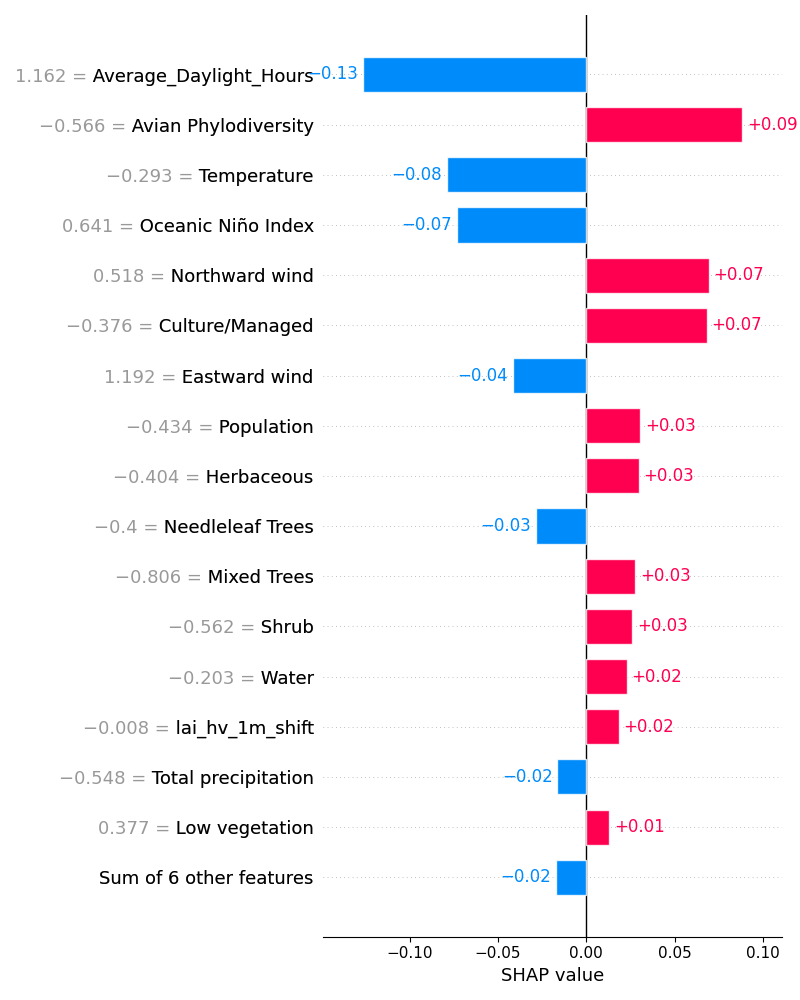 1.162 = Average_Daylight_Hours −0.13
−0.566 = Avian Phylodiversity +0.09
−0.293 = Temperature −0.08
0.641 = Oceanic Niño Index −0.07
0.518 = Northward wind +0.07
−0.376 = Culture/Managed +0.07
1.192 = Eastward wind −0.04
−0.434 = Population +0.03
−0.404 = Herbaceous +0.03
−0.4 = Needleleaf Trees −0.03
−0.806 = Mixed Trees +0.03
−0.562 = Shrub +0.03
−0.203 = Water +0.02
−0.008 = lai_hv_1m_shift +0.02
−0.548 = Total precipitation −0.02
0.377 = Low vegetation +0.01
Sum of 6 other features −0.02
−0.10 −0.05 0.00 0.05 0.10
SHAP value